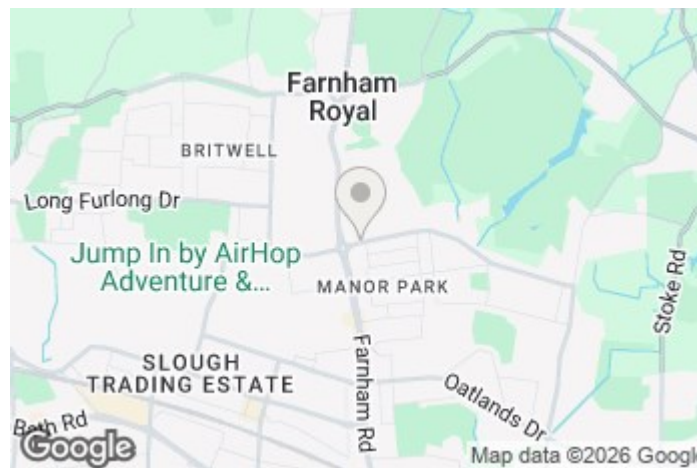 Farnham
Royal
BRITWELL
Long Furlong Dr
Jump In by AirHop
Adventure &...
MANOR PARK
Stoke Rd
SLOUGH
TRADING ESTATE
Farnham Rd
Oatlands Dr
Bath Rd
Google
Map data ©2026 Google